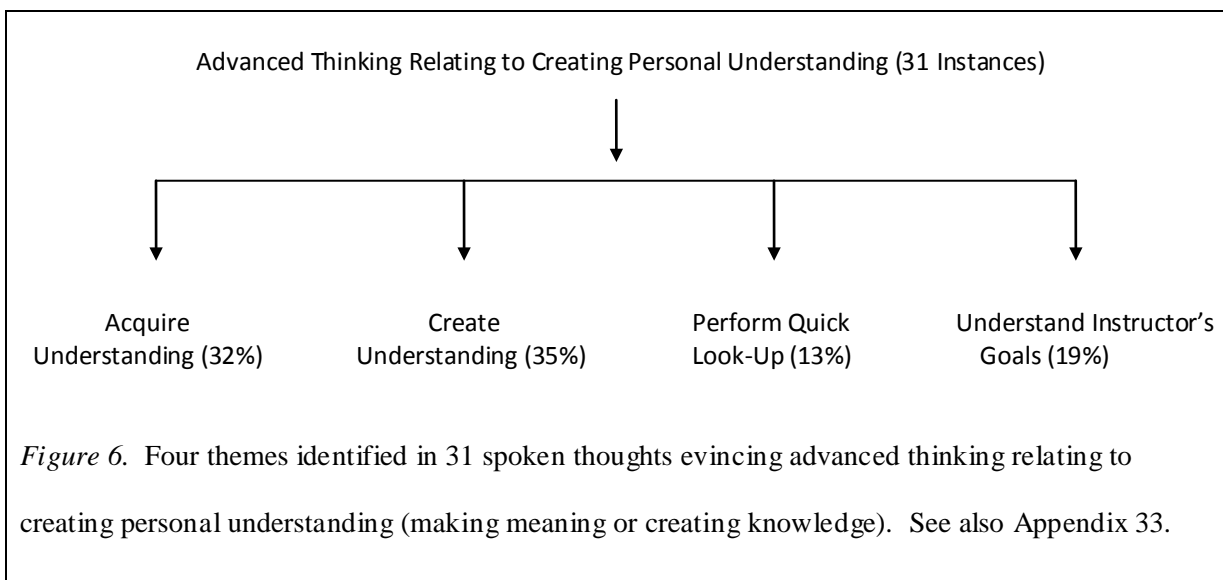 Advanced Thinking Relating to Creating Personal Understanding (31 Instances)
Acquire
Understanding (32%)
Create
Understanding (35%)
Perform Quick
Look-Up (13%)
Understand Instructor’s
Goals (19%)
Figure 6.  Four themes identified in 31 spoken thoughts evincing advanced thinking relating to
creating personal understanding (making meaning or creating knowledge).  See also Appendix 33.